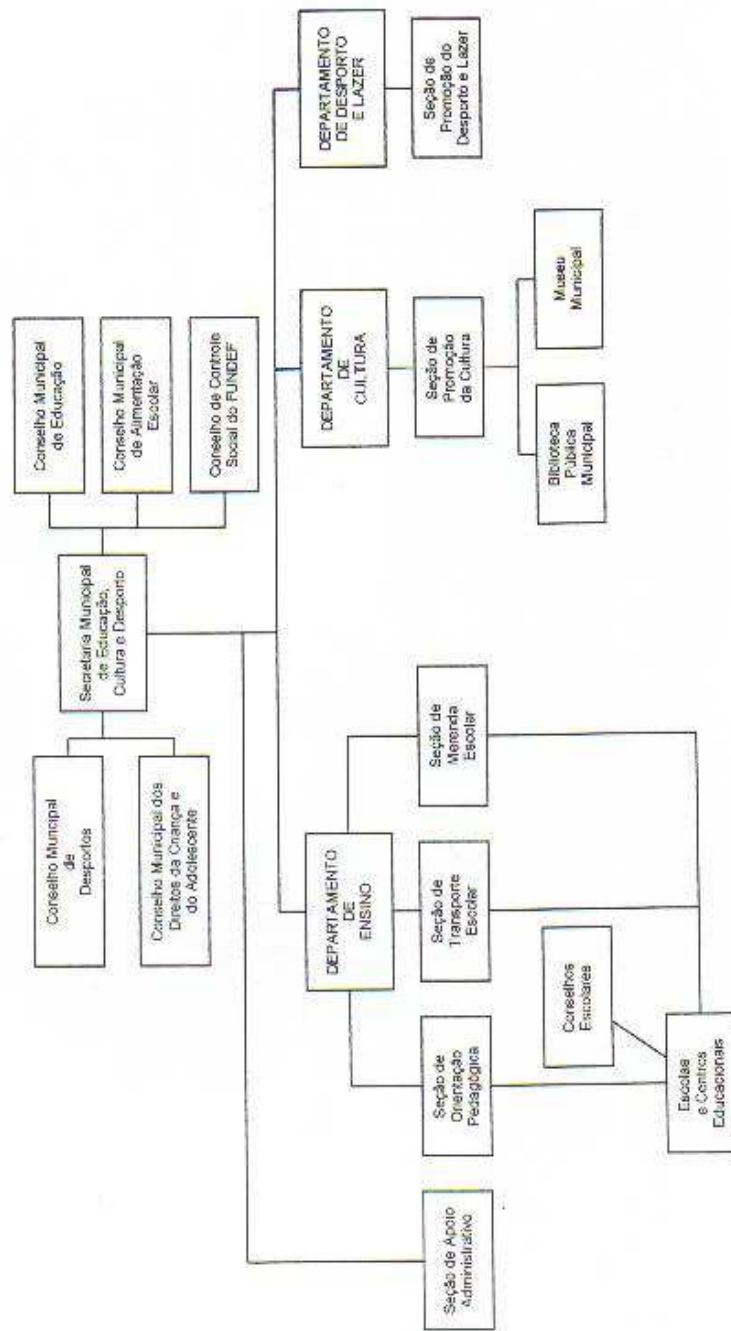 Conselho Municipal
de Educação
Conselho Municipal
de Desportos
Secretaria Municipal
de Educação,
Cultura e Desporto
Conselho Municipal
de Alimentação
Escolar
Conselho Municipal dos
Direitos da Criança e
do Adolescente
Conselho de Controle
Social do FUNDEF
DEPARTAMENTO
DE
ENSINO
DEPARTAMENTO
DE
CULTURA
DEPARTAMENTO
DE DESPORTO
E LAZER
Seção de Apoio
Administrativo
Seção de
Orientação
Pedagógica
Seção de
Transporte
Escolar
Seção de
Merenda
Escolar
Seção de
Promoção
da Cultura
Seção de
Promoção do
Desporto e Lazer
Conselhos
Escolares
Biblioteca
Pública
Municipal
Museu
Municipal
Escolas
e Centros
Educacionais